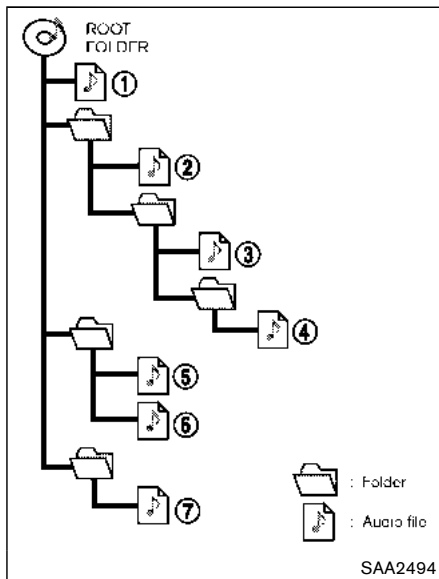 ROOT
FOLDER
1
2
3
4
5
6
7
: Folder
: Audio file
SAA2494